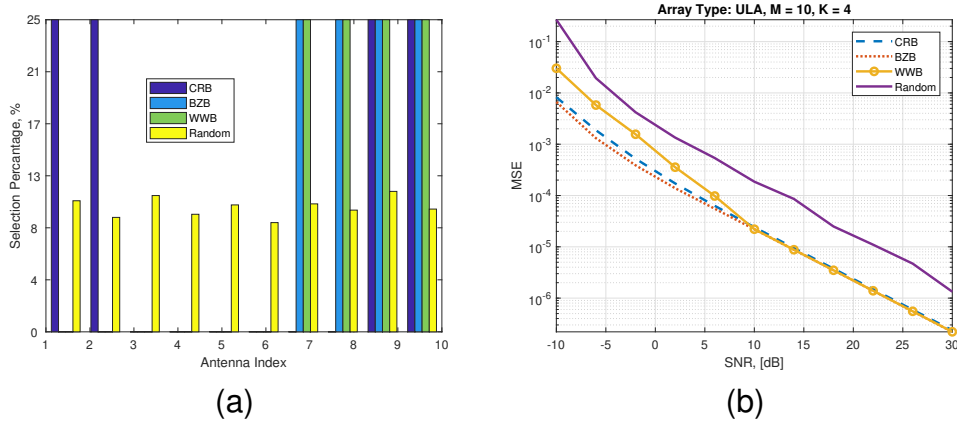 25
21
17
13
8
4
0
Selection Percentage, %
CRB
BZB
WWB
Random
1 2 3 4 5 6 7 8 9 10
Antenna Index
(a)
Array Type: ULA, M = 10, K = 4
10^-1
10^-2
10^-3
10^-4
10^-5
10^-6
MSE
CRB
BZB
WWB
Random
-10 -5 0 5 10 15 20 25 30
SNR, [dB]
(b)